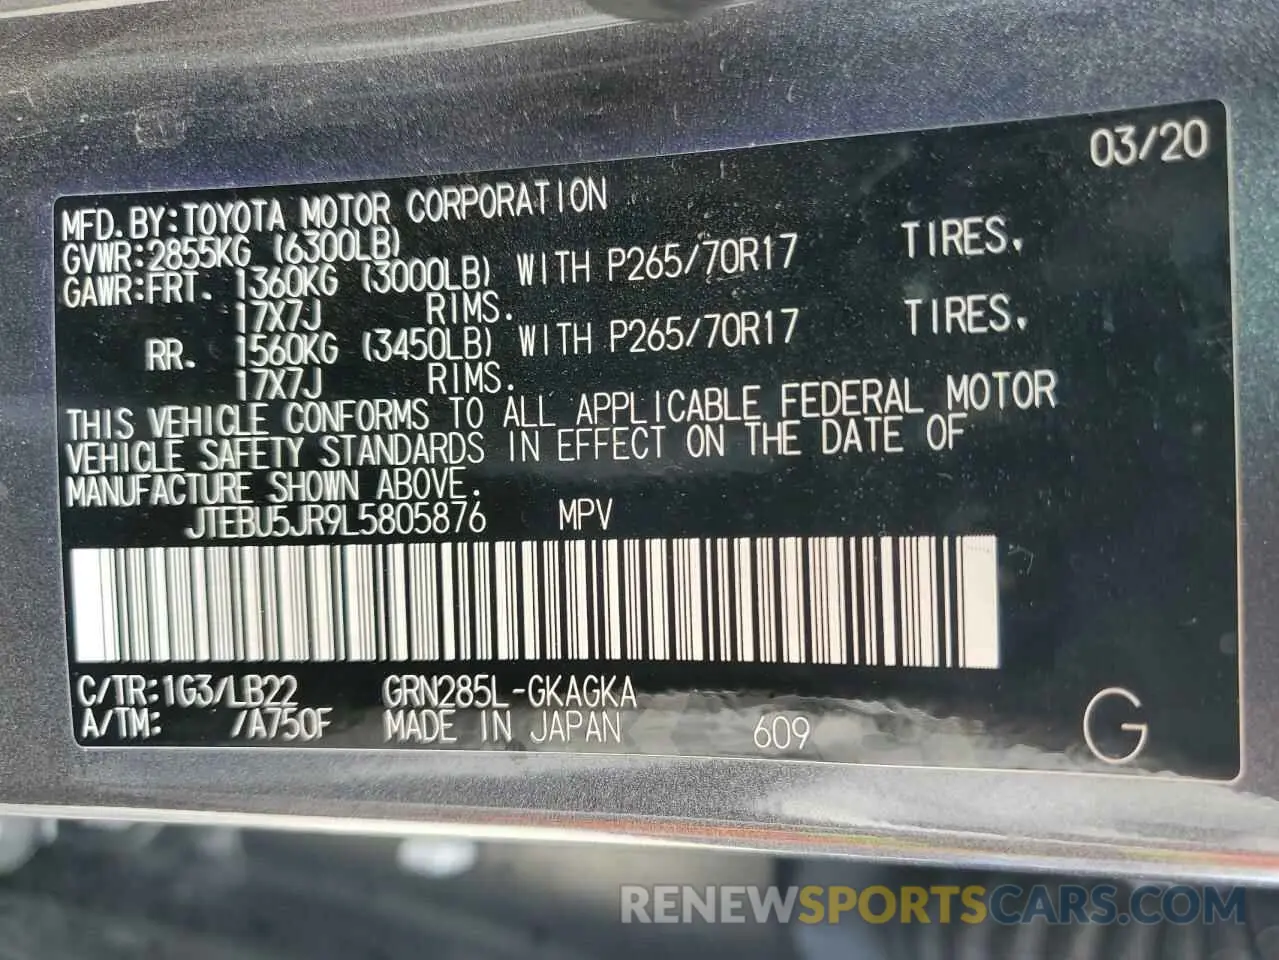 03/20
MFD.BY:TOYOTA MOTOR CORPORATION
GVWR:2855KG (6300LB)
GAWR:FRT. 1360KG (3000LB) WITH P265/70R17 TIRES,
17X7J RIMS.
RR. 1560KG (3450LB) WITH P265/70R17 TIRES,
17X7J RIMS.
THIS VEHICLE CONFORMS TO ALL APPLICABLE FEDERAL MOTOR
VEHICLE SAFETY STANDARDS IN EFFECT ON THE DATE OF
MANUFACTURE SHOWN ABOVE.
JTEBU5JR9L5805876 MPV
C/TR:1G3/LB22 GRN285L-GKAGKA
A/TM: /A750F MADE IN JAPAN 609 G
RENEWSPORTSCARS.COM